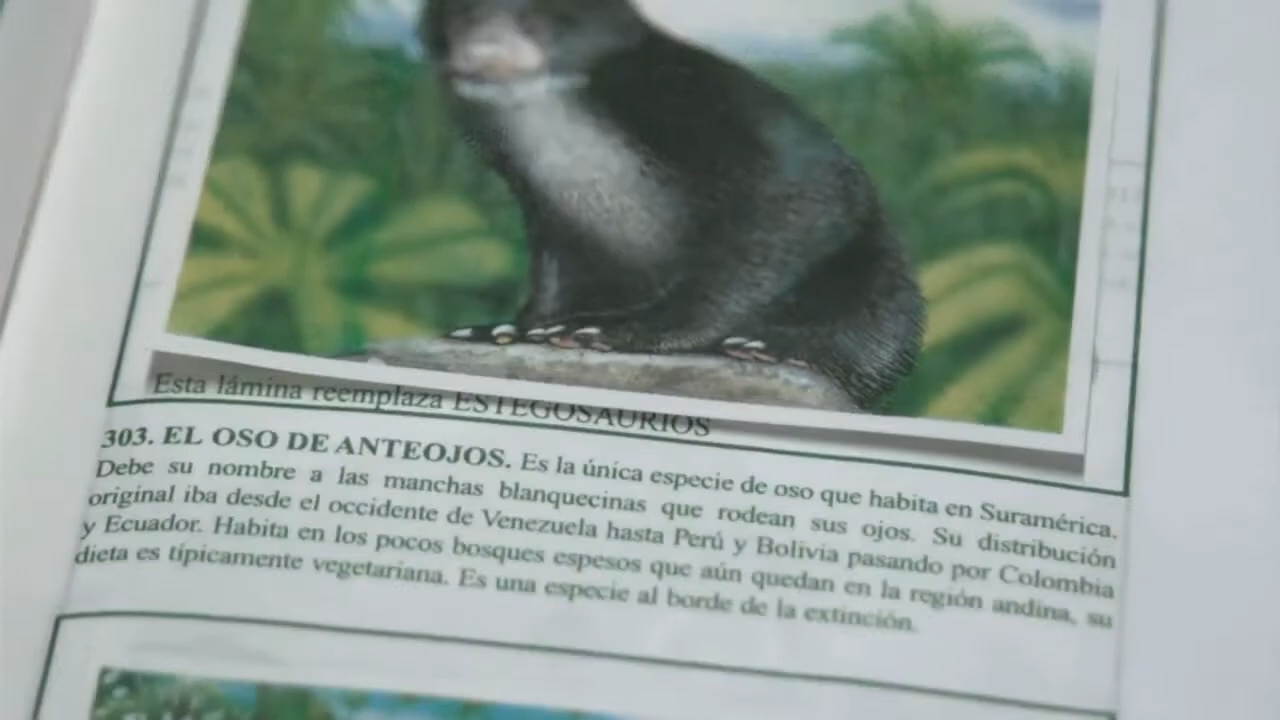 Esta lámina reemplaza ESTEGOSAURIOS
303. EL OSO DE ANTEOJOS. Es la única especie de oso que habita en Suramérica.
Debe su nombre a las manchas blanquecinas que rodean sus ojos. Su distribución
original iba desde el occidente de Venezuela hasta Perú y Bolivia pasando por Colombia
y Ecuador. Habita en los pocos bosques espesos que aún quedan en la región andina, su
dieta es típicamente vegetariana. Es una especie al borde de la extinción.